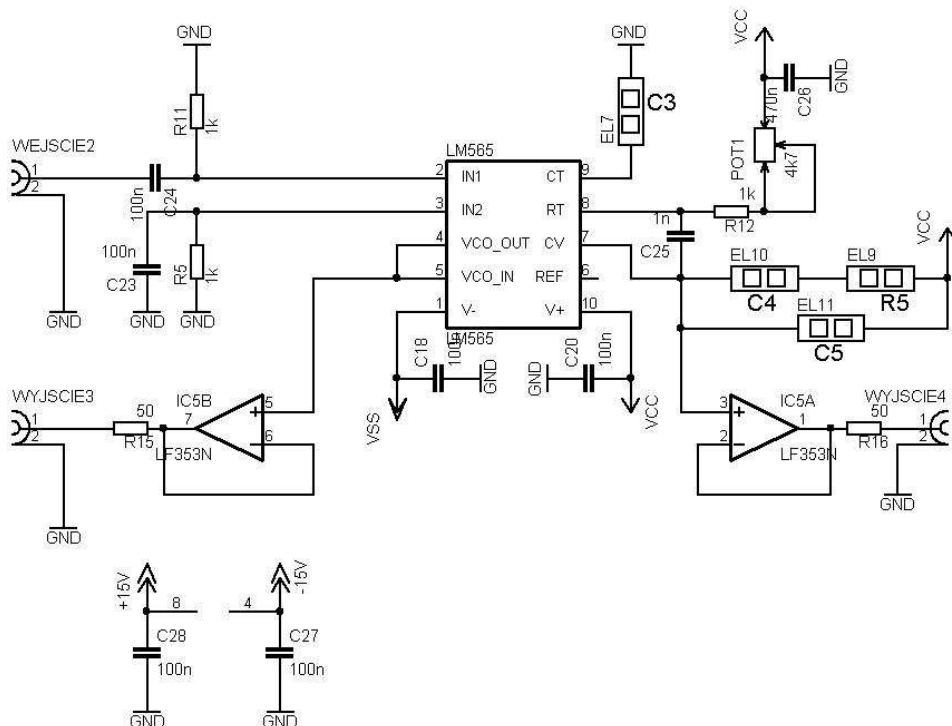 GND
GND
VCC
GND
470n
C26
R11
1k
EL7
C3
POT1
4k7
WEJSCIE2
1
2
100n
C24
LM565
2
IN1
CT
9
3
IN2
RT
8
4
VCO_OUT
CV
7
5
VCO_IN
REF
6
1
V-
V+
10
LM565
1k
R12
1n
C25
VCC
100n
C23
R5
1k
EL10
C4
EL9
R5
EL11
C5
GND
GND
GND
C18
100n
GND
GND
C20
100n
VSS
VCC
WYJSCIE3
1
2
50
R15
IC5B
7
5
6
LF353N
GND
IC5A
3
2
1
LF353N
50
R16
WYJSCIE4
1
2
GND
+15V
8
C28
100n
GND
-15V
4
C27
100n
GND